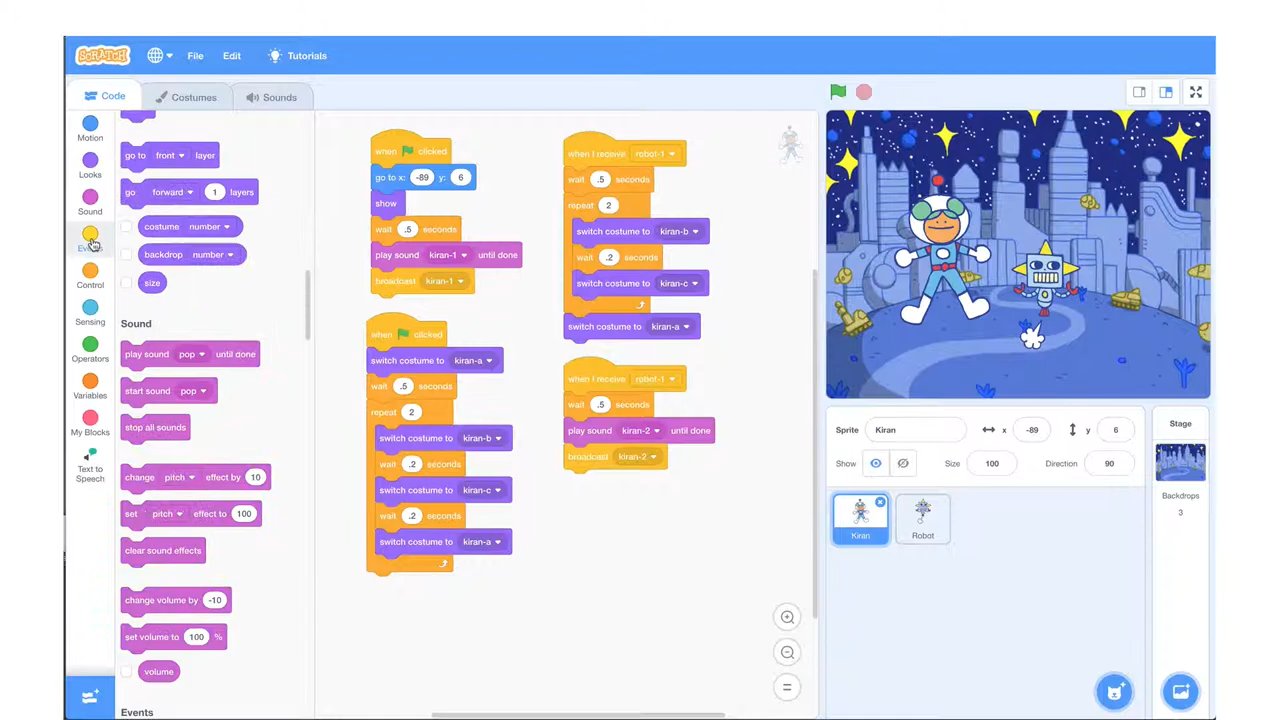 SCRATCH
File
Edit
Tutorials
Code
Costumes
Sounds
Motion
Looks
Sound
Events
Control
Sensing
Operators
Variables
My Blocks
Text to
Speech
go to front layer
go forward 1 layers
costume number
backdrop number
size
Sound
play sound pop until done
start sound pop
stop all sounds
change pitch effect by 10
set pitch effect to 100
clear sound effects
change volume by -10
set volume to 100 %
volume
Events
when clicked
go to x: -89 y: 6
show
wait .5 seconds
play sound kiran-1 until done
broadcast kiran-1
when clicked
switch costume to kiran-a
wait .5 seconds
repeat 2
switch costume to kiran-b
wait .2 seconds
switch costume to kiran-c
wait .2 seconds
switch costume to kiran-a
when I receive robot-1
wait .5 seconds
repeat 2
switch costume to kiran-b
wait .2 seconds
switch costume to kiran-c
switch costume to kiran-a
when I receive robot-1
wait .5 seconds
play sound kiran-2 until done
broadcast kiran-2
Sprite Kiran x -89 y 6
Show Size 100 Direction 90
Kiran
Robot
Stage
Backdrops
3